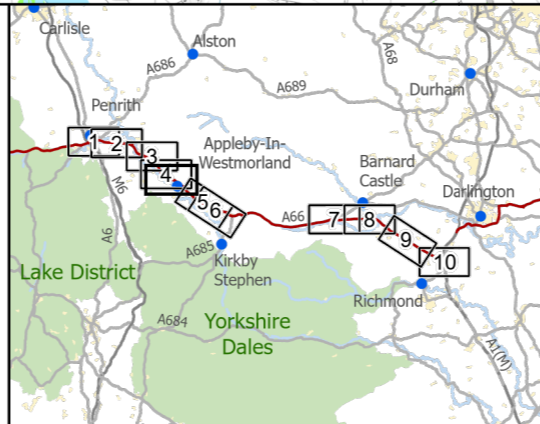 Carlisle
Alston
A686
A689
A68
Durham
Penrith
1
2
3
4
5
6
Appleby-In-
Westmorland
M6
A6
Barnard
Castle
Darlington
A66
7
8
9
10
A685
Kirkby
Stephen
Lake District
Richmond
A684
Yorkshire
Dales
A1(M)